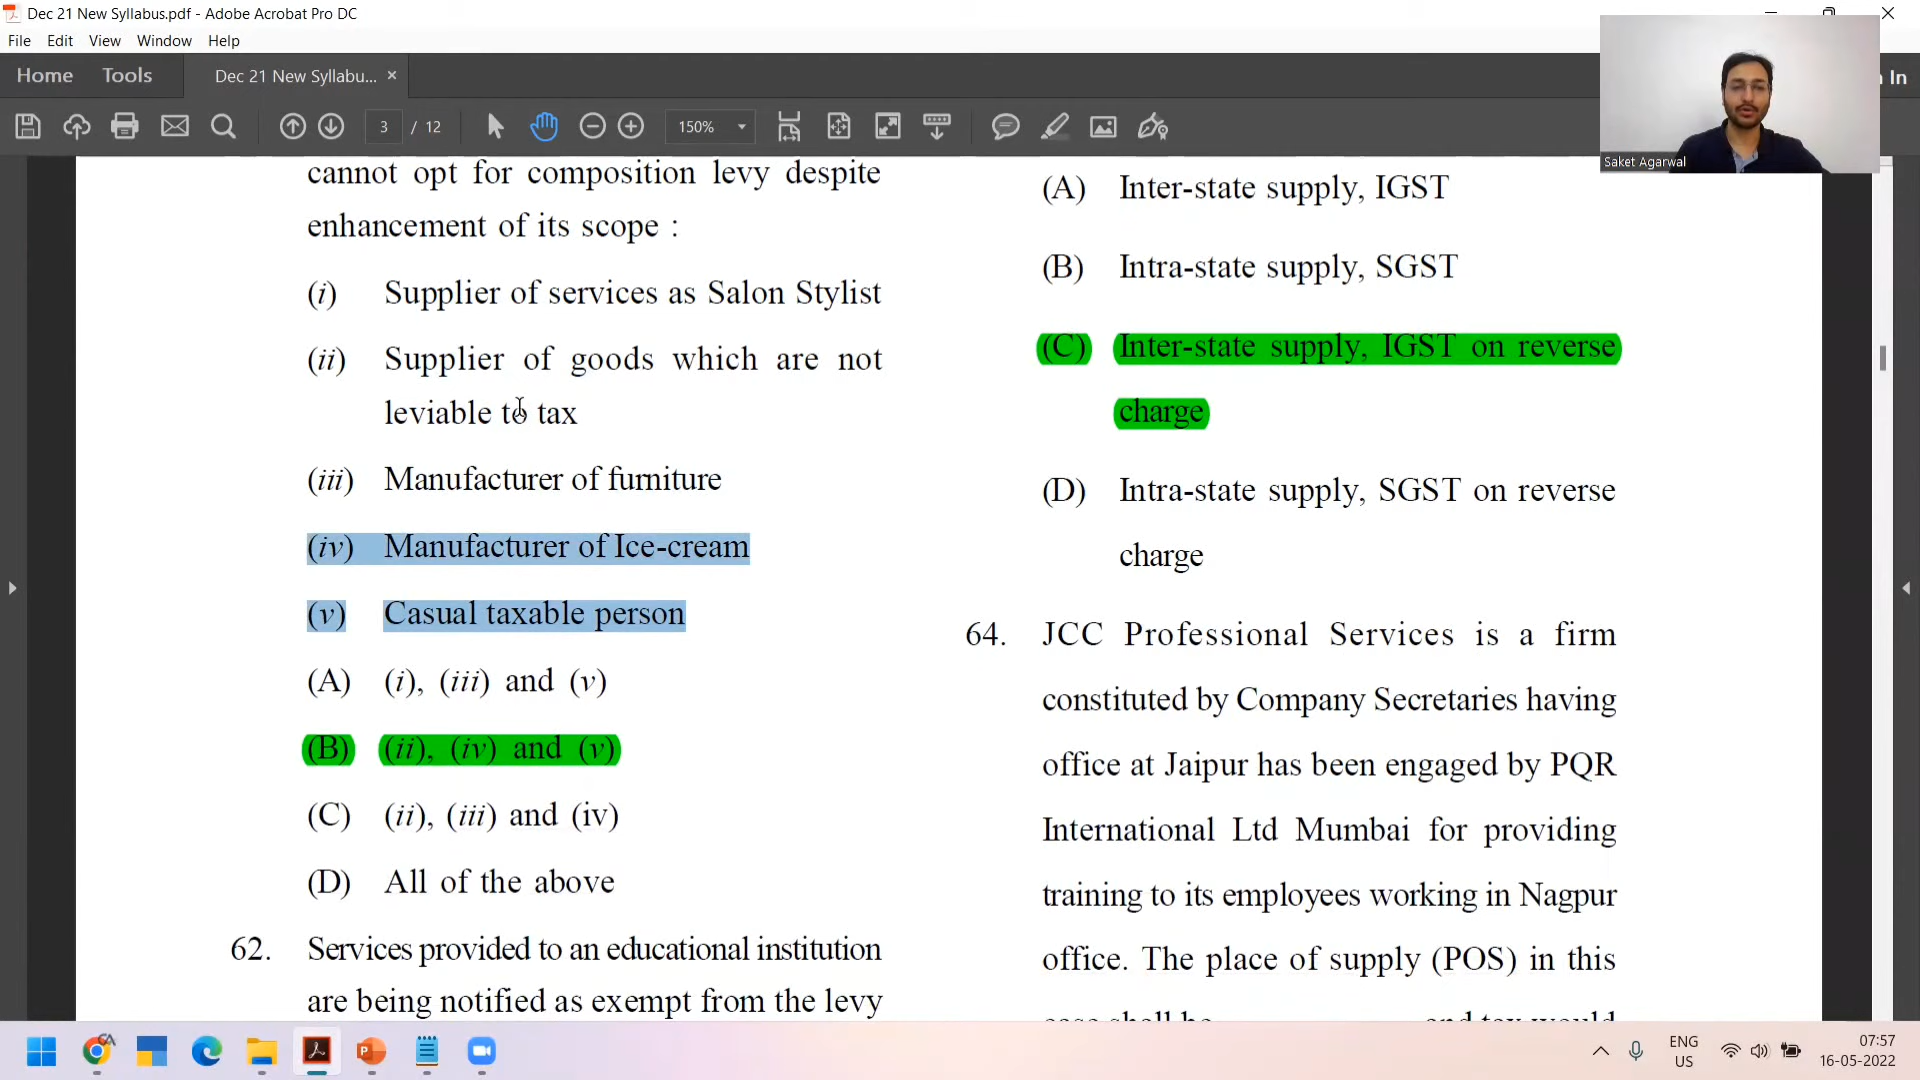 Dec 21 New Syllabus.pdf - Adobe Acrobat Pro DC
File Edit View Window Help
Home Tools Dec 21 New Syllabu... ×
In
3 / 12 150%
Saket Agarwal
cannot opt for composition levy despite
enhancement of its scope :
(i) Supplier of services as Salon Stylist
(ii) Supplier of goods which are not
leviable to tax
(iii) Manufacturer of furniture
(iv) Manufacturer of Ice-cream
(v) Casual taxable person
(A) (i), (iii) and (v)
(B) (ii), (iv) and (v)
(C) (ii), (iii) and (iv)
(D) All of the above
62. Services provided to an educational institution
are being notified as exempt from the levy
(A) Inter-state supply, IGST
(B) Intra-state supply, SGST
(C) Inter-state supply, IGST on reverse
charge
(D) Intra-state supply, SGST on reverse
charge
64. JCC Professional Services is a firm
constituted by Company Secretaries having
office at Jaipur has been engaged by PQR
International Ltd Mumbai for providing
training to its employees working in Nagpur
office. The place of supply (POS) in this
case shall be and tax would
ENG
US
07:57
16-05-2022